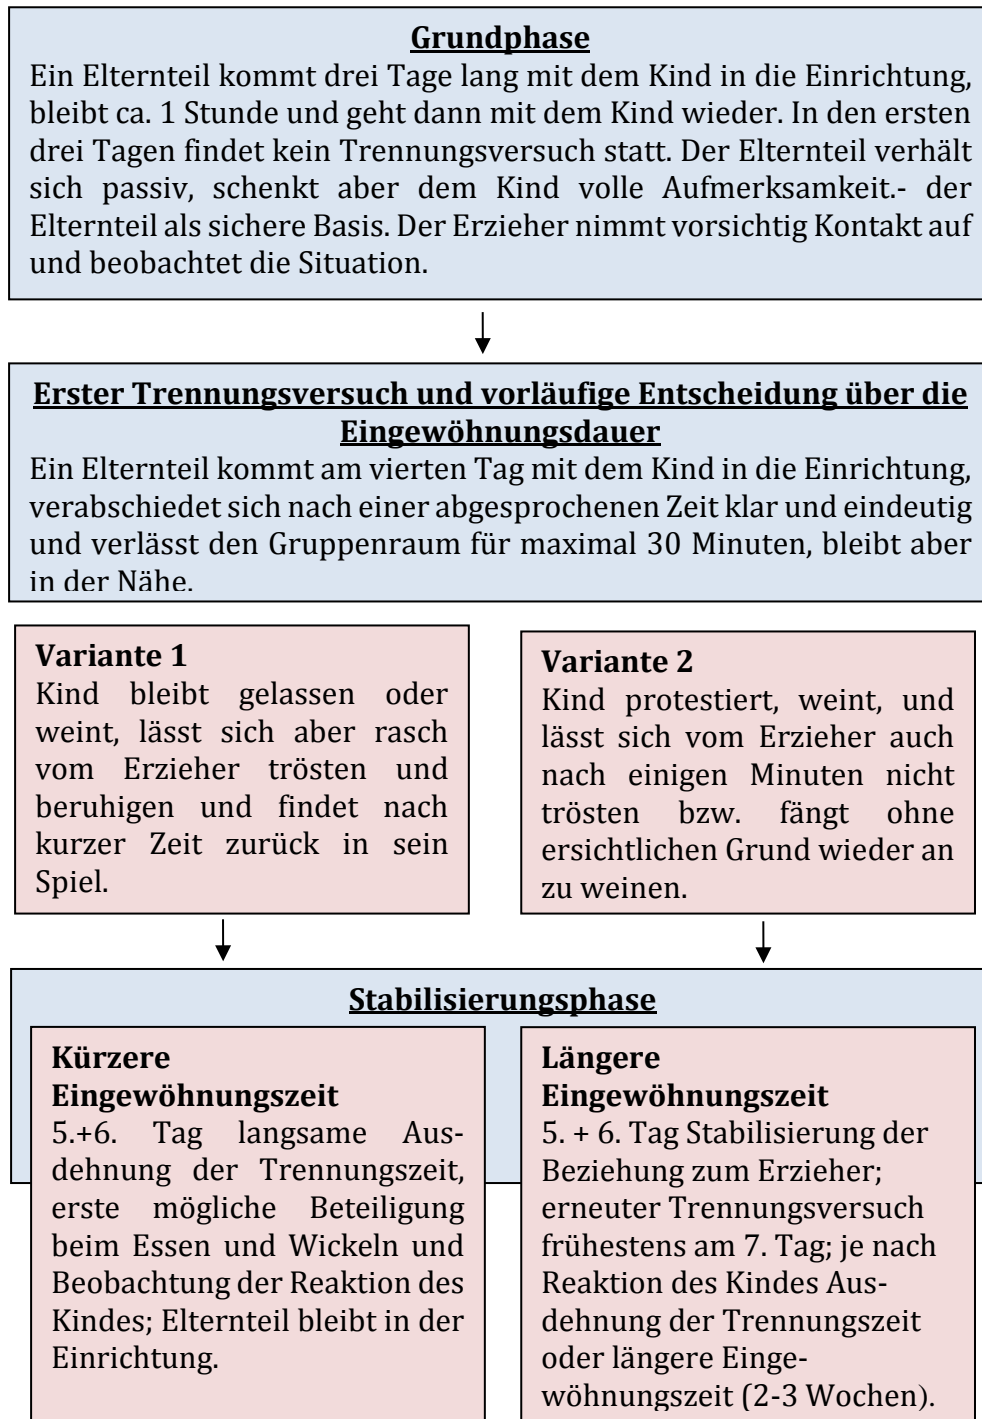 Grundphase
Ein Elternteil kommt drei Tage lang mit dem Kind in die Einrichtung,
bleibt ca. 1 Stunde und geht dann mit dem Kind wieder. In den ersten
drei Tagen findet kein Trennungsversuch statt. Der Elternteil verhält
sich passiv, schenkt aber dem Kind volle Aufmerksamkeit.- der
Elternteil als sichere Basis. Der Erzieher nimmt vorsichtig Kontakt auf
und beobachtet die Situation.
Erster Trennungsversuch und vorläufige Entscheidung über die
Eingewöhnungsdauer
Ein Elternteil kommt am vierten Tag mit dem Kind in die Einrichtung,
verabschiedet sich nach einer abgesprochenen Zeit klar und eindeutig
und verlässt den Gruppenraum für maximal 30 Minuten, bleibt aber
in der Nähe.
Variante 1
Kind bleibt gelassen oder
weint, lässt sich aber rasch
vom Erzieher trösten und
beruhigen und findet nach
kurzer Zeit zurück in sein
Spiel.
Variante 2
Kind protestiert, weint, und
lässt sich vom Erzieher auch
nach einigen Minuten nicht
trösten bzw. fängt ohne
ersichtlichen Grund wieder an
zu weinen.
Stabilisierungsphase
Kürzere
Eingewöhnungszeit
5.+6. Tag langsame Aus-
dehnung der Trennungszeit,
erste mögliche Beteiligung
beim Essen und Wickeln und
Beobachtung der Reaktion des
Kindes; Elternteil bleibt in der
Einrichtung.
Längere
Eingewöhnungszeit
5. + 6. Tag Stabilisierung der
Beziehung zum Erzieher;
erneuter Trennungsversuch
frühestens am 7. Tag; je nach
Reaktion des Kindes Aus-
dehnung der Trennungszeit
oder längere Einge-
wöhnungszeit (2-3 Wochen).